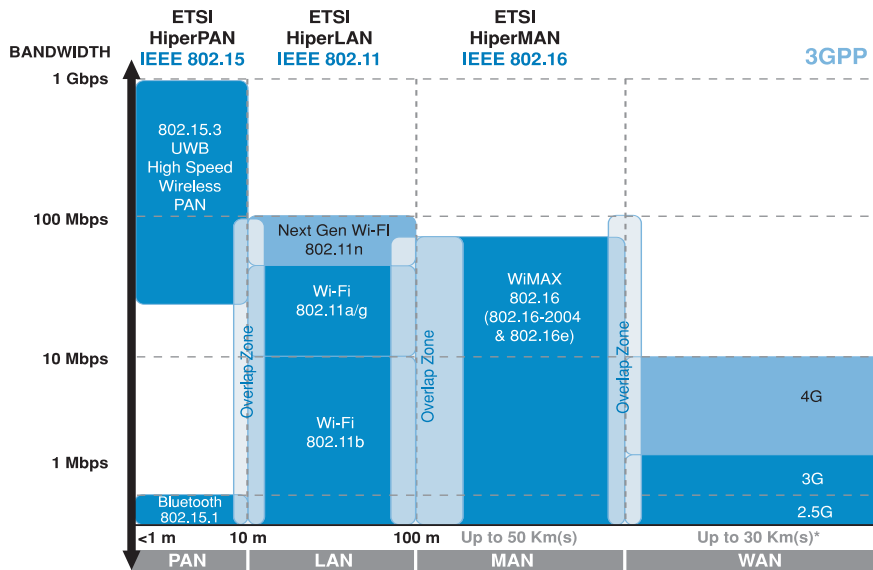 ETSI
HiperPAN
IEEE 802.15
ETSI
HiperLAN
IEEE 802.11
ETSI
HiperMAN
IEEE 802.16
3GPP
BANDWIDTH
1 Gbps
100 Mbps
10 Mbps
1 Mbps
802.15.3
UWB
High Speed
Wireless
PAN
Bluetooth
802.15.1
Overlap Zone
Next Gen Wi-FI
802.11n
Wi-Fi
802.11a/g
Wi-Fi
802.11b
Overlap Zone
WiMAX
802.16
(802.16-2004
& 802.16e)
Overlap Zone
4G
3G
2.5G
<1 m
10 m
100 m
Up to 50 Km(s)
Up to 30 Km(s)*
PAN
LAN
MAN
WAN